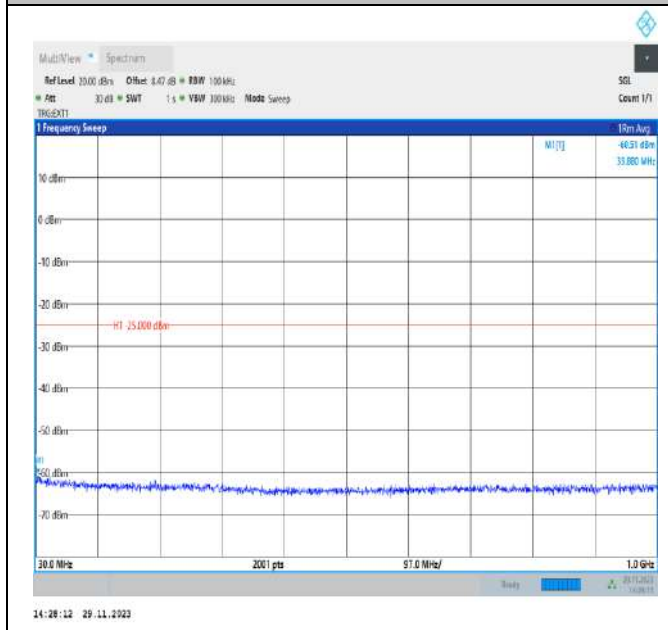 MultiView Spectrum
Ref Level 20.00 dBm Offset 8.47 dB RBW 100 kHz SGL
Att 30 dB SWT 1 s VBW 300 kHz Mode Sweep Count 1/1
TRG:EXT1
1 Frequency Sweep 1Rm Avg
M1[1] -60.51 dBm
33.880 MHz
10 dBm
0 dBm
-10 dBm
-20 dBm
H1 -25.000 dBm
-30 dBm
-40 dBm
-50 dBm
M1
-60 dBm
-70 dBm
30.0 MHz 2001 pts 97.0 MHz/ 1.0 GHz
Ready 29.11.2023
14:28:12 29.11.2023